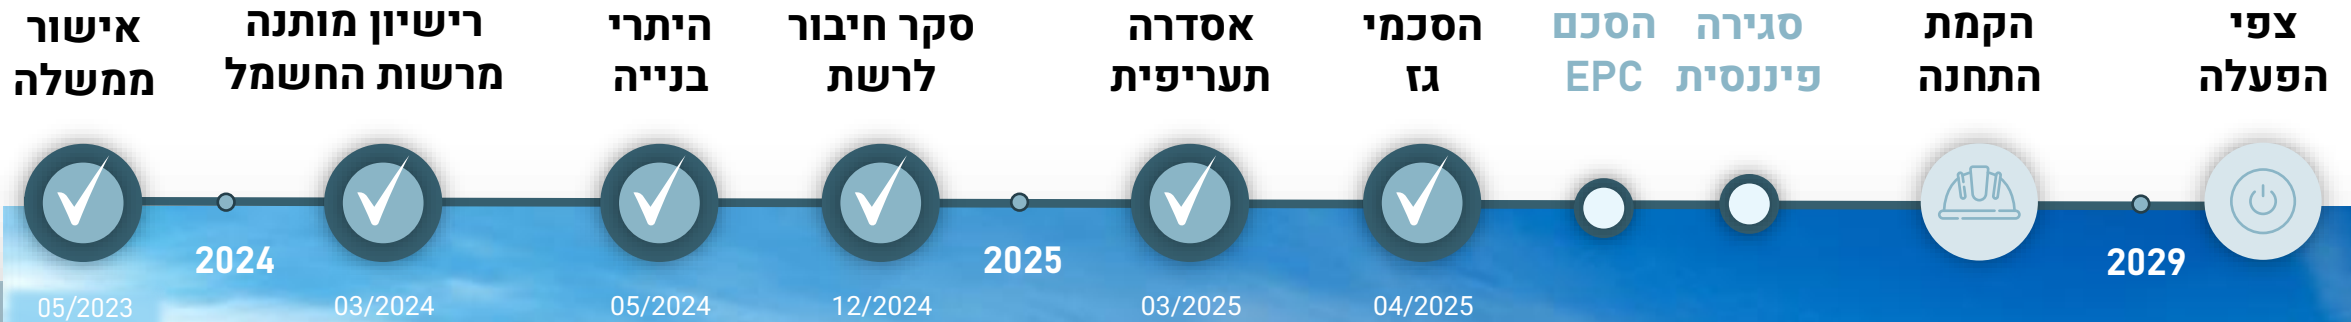 אישור
ממשלה
רישיון מותנה
מרשות החשמל
היתרי
בנייה
סקר חיבור
לרשת
אסדרה
תעריפית
הסכמי
גז
הסכם
EPC
סגירה
פיננסית
הקמת
התחנה
צפי
הפעלה
2024
2025
2029
05/2023
03/2024
05/2024
12/2024
03/2025
04/2025